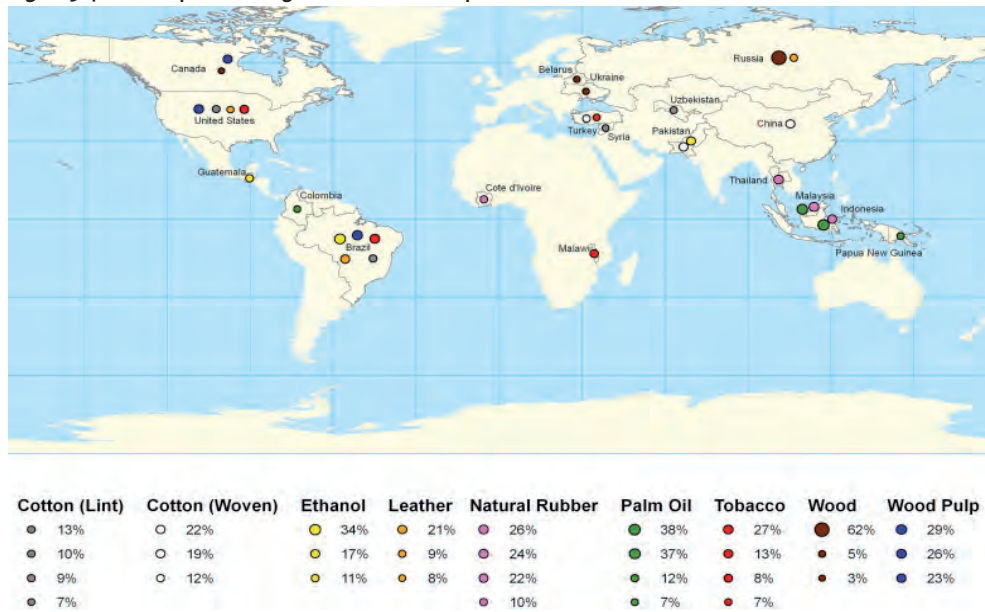 Canada
Russia
Belarus
Ukraine
United States
Uzbekistan
China
Turkey
Syria
Pakistan
Guatemala
Thailand
Colombia
Cote d'Ivoire
Malaysia
Indonesia
Brazil
Malawi
Papua New Guinea
Cotton (Lint) Cotton (Woven) Ethanol Leather Natural Rubber Palm Oil Tobacco Wood Wood Pulp
13% 22% 34% 21% 26% 38% 27% 62% 29%
10% 19% 17% 9% 24% 37% 13% 5% 26%
9% 12% 11% 8% 22% 12% 8% 3% 23%
7% 10% 7% 7%